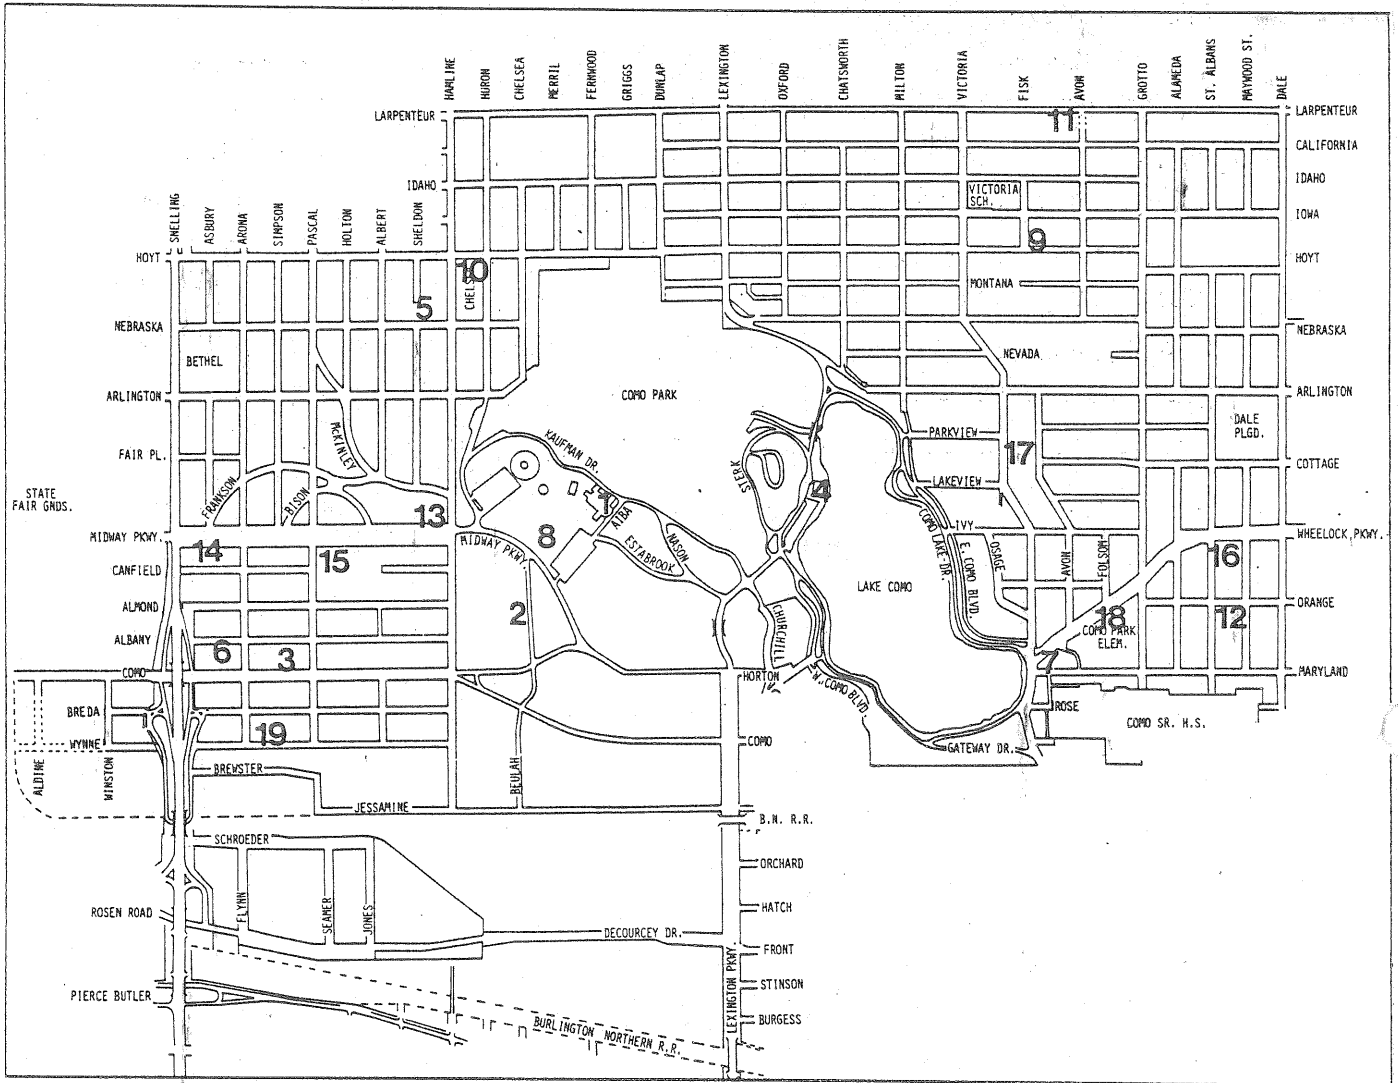 HAMLINE
HURON
CHELSEA
MERRIL
FERNWOOD
GRIGGS
DUNLAP
LEXINGTON
OXFORD
CHATSWORTH
MILTON
VICTORIA
FISK
AVON
GROTTO
ALAMEDA
ST. ALBANS
MAYWOOD ST.
DALE
LARPENTEUR
11
LARPENTEUR
CALIFORNIA
IDAHO
VICTORIA
SCH.
IDAHO
SNELLING
ASBURY
ARONA
SIMPSON
PASCAL
HOLTON
ALBERT
SHELDON
IOWA
9
HOYT
10
HOYT
CHELS
MONTANA
5
NEBRASKA
NEBRASKA
BETHEL
NEVADA
ARLINGTON
COMO PARK
ARLINGTON
McKINLEY
KAUFMAN DR.
PARKVIEW
DALE
PLGD.
FAIR PL.
17
COTTAGE
STERK
LAKEVIEW
4
STATE
FAIR GNDS.
FRANKSON
BISON
1
AIBA
13
IVY
COMO LAKE DR.
MIDWAY PKWY.
MIDWAY PKWY.
8
ESTABROOK
NASON
E. COMO BLVD.
OSAGE
AVON
FOLSOM
WHEELOCK PKWY.
14
15
16
CANFIELD
LAKE COMO
ALMOND
2
CHURCHILL
ORANGE
18
12
COMO PARK
ELEM.
ALBANY
6
3
7
COMO
HORTON
MARYLAND
W. COMO BLVD.
BREDA
ROSE
COMO SR. H.S.
19
WYNNE
COMO
GATEWAY DR.
ALDINE
WINSTON
BREWSTER
BEULAH
JESSAMINE
B.N. R.R.
SCHROEDER
ORCHARD
FLYNN
SEAMER
JONES
HATCH
ROSEN ROAD
DECOURCEY DR.
FRONT
LEXINGTON PKWY
STINSON
PIERCE BUTLER
BURGESS
BURLINGTON NORTHERN R.R.